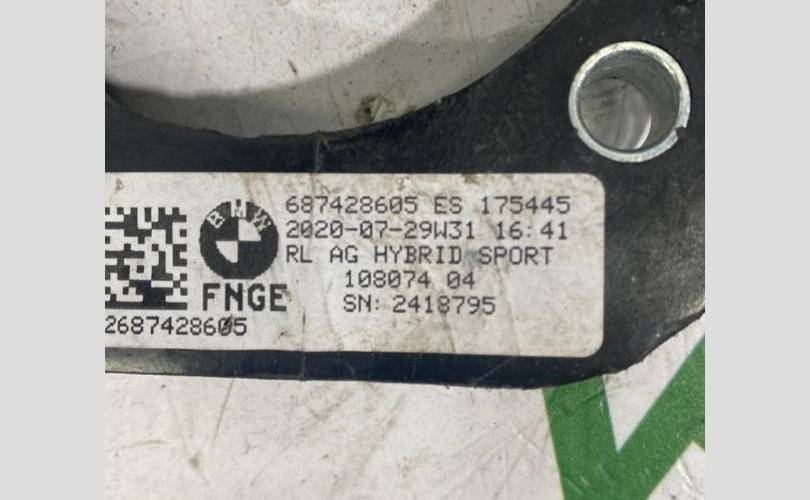 BMW
687428605 ES 175445
2020-07-29W31 16:41
RL AG HYBRID SPORT
108074 04
FNGE
SN: 2418795
2687428605